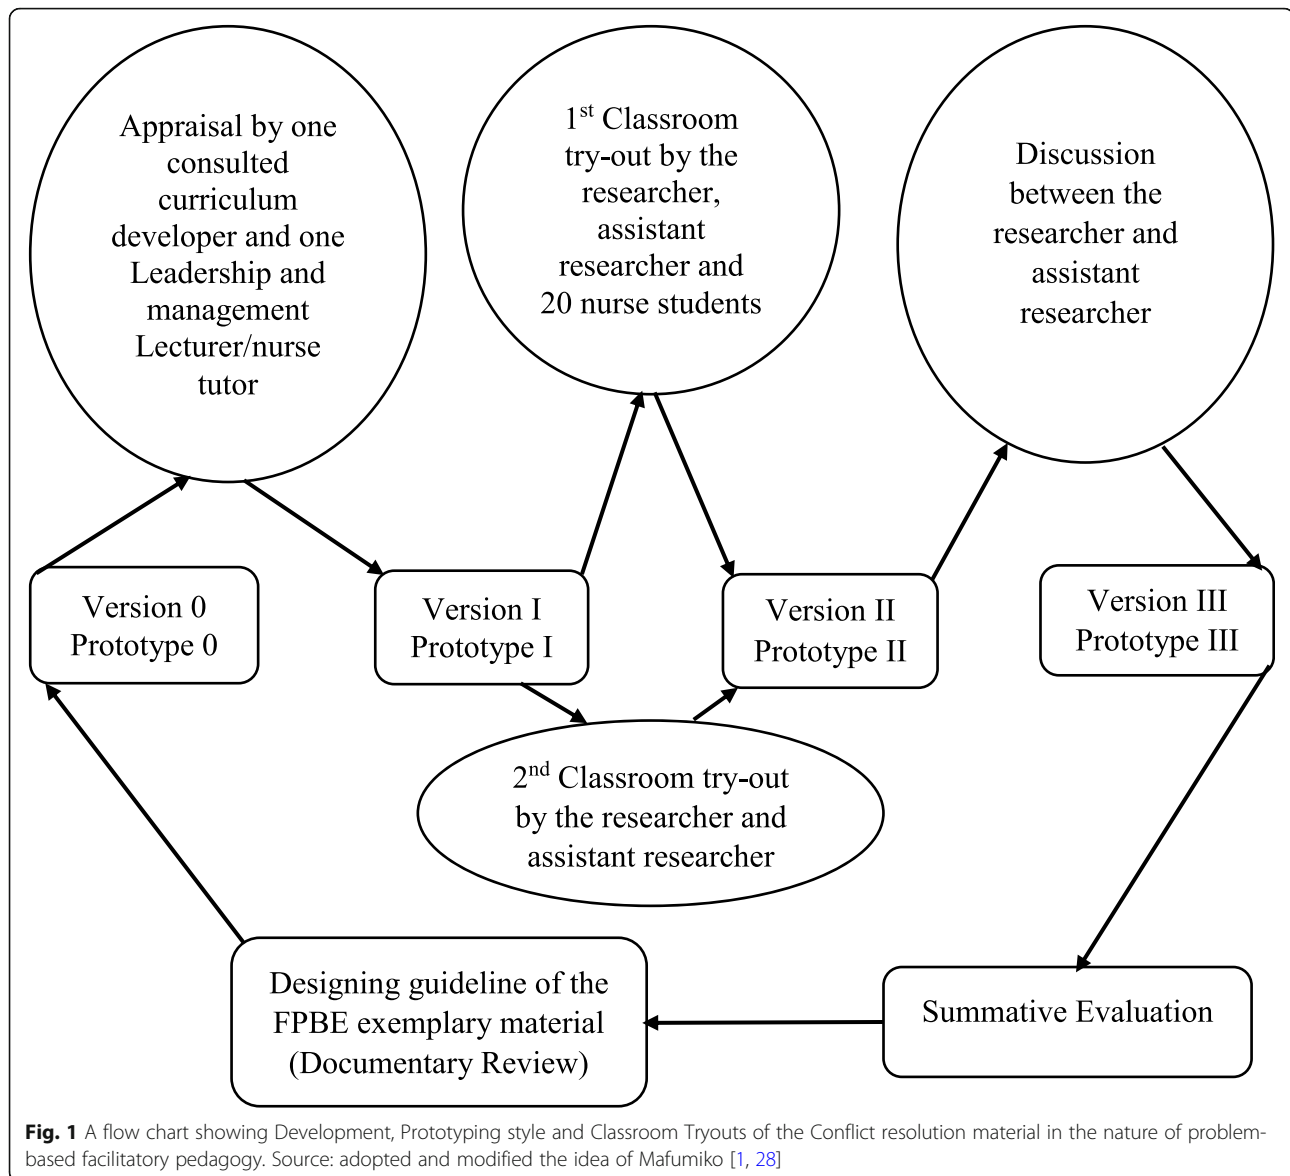 Appraisal by one
consulted
curriculum
developer and one
Leadership and
management
Lecturer/nurse
tutor
1st Classroom
try-out by the
researcher,
assistant
researcher and
20 nurse students
Discussion
between the
researcher and
assistant
researcher
Version 0
Prototype 0
Version I
Prototype I
Version II
Prototype II
Version III
Prototype III
2nd Classroom try-out
by the researcher and
assistant researcher
Designing guideline of the
FPBE exemplary material
(Documentary Review)
Summative Evaluation
Fig. 1 A flow chart showing Development, Prototyping style and Classroom Tryouts of the Conflict resolution material in the nature of problem-
based facilitatory pedagogy. Source: adopted and modified the idea of Mafumiko [1, 28]